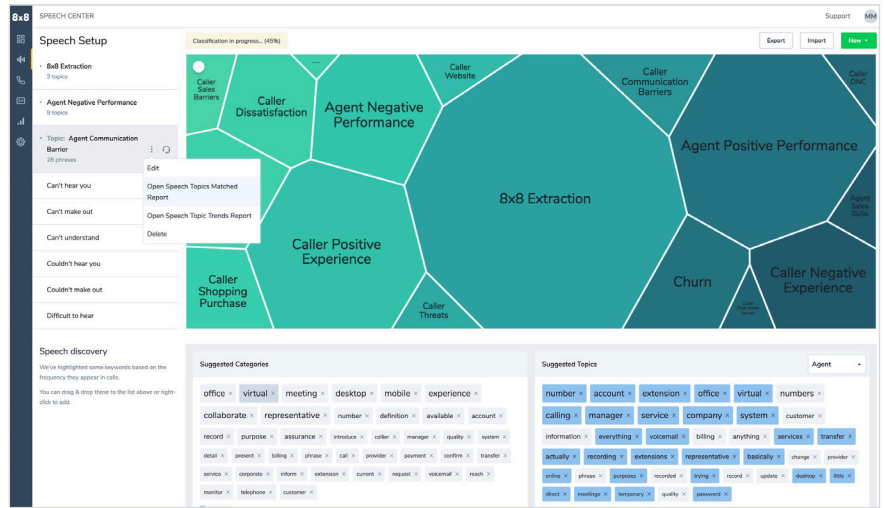 8x8
SPEECH CENTER
Support
MM
Speech Setup
Classification in progress... (45%)
Export
Import
New
8x8 Extraction
3 topics
Agent Negative Performance
9 topics
Topic: Agent Communication
Barrier
28 phrases
Edit
Open Speech Topics Matched
Report
Open Speech Topic Trends Report
Delete
Can't hear you
Can't make out
Can't understand
Couldn't hear you
Couldn't make out
Difficult to hear
Speech discovery
We've highlighted some keywords based on the
frequency they appear in calls.
You can drag & drop these to the list above or right-
click to add.
Caller
Sales
Barriers
...
Caller
Dissatisfaction
Agent Negative
Performance
Caller
Website
Caller
Communication
Barriers
Caller
DNC
Agent Positive Performance
8x8 Extraction
Agent
Sales
Skills
Caller Positive
Experience
Caller
Shopping
Purchase
Caller
Threats
Churn
Caller Negative
Experience
Suggested Categories
office × virtual × meeting × desktop × mobile × experience ×
collaborate × representative × number × definition × available × account ×
record × purpose × assurance × introduce × collier × manager × quality × system ×
detail × present × billing × phrase × call × provider × payment × confirm × transfer ×
service × corporate × inform × extension × current × request × voicemail × reach ×
monitor × telephone × customer ×
Suggested Topics
Agent
number × account × extension × office × virtual × numbers ×
calling × manager × service × company × system × customer ×
information × everything × voicemail × billing × anything × services × transfer ×
actually × recording × extensions × representative × basically × change × provider ×
online × phrase × purposes × recorded × trying × record × update × desktop × little ×
direct × meetings × temporary × quality × password ×